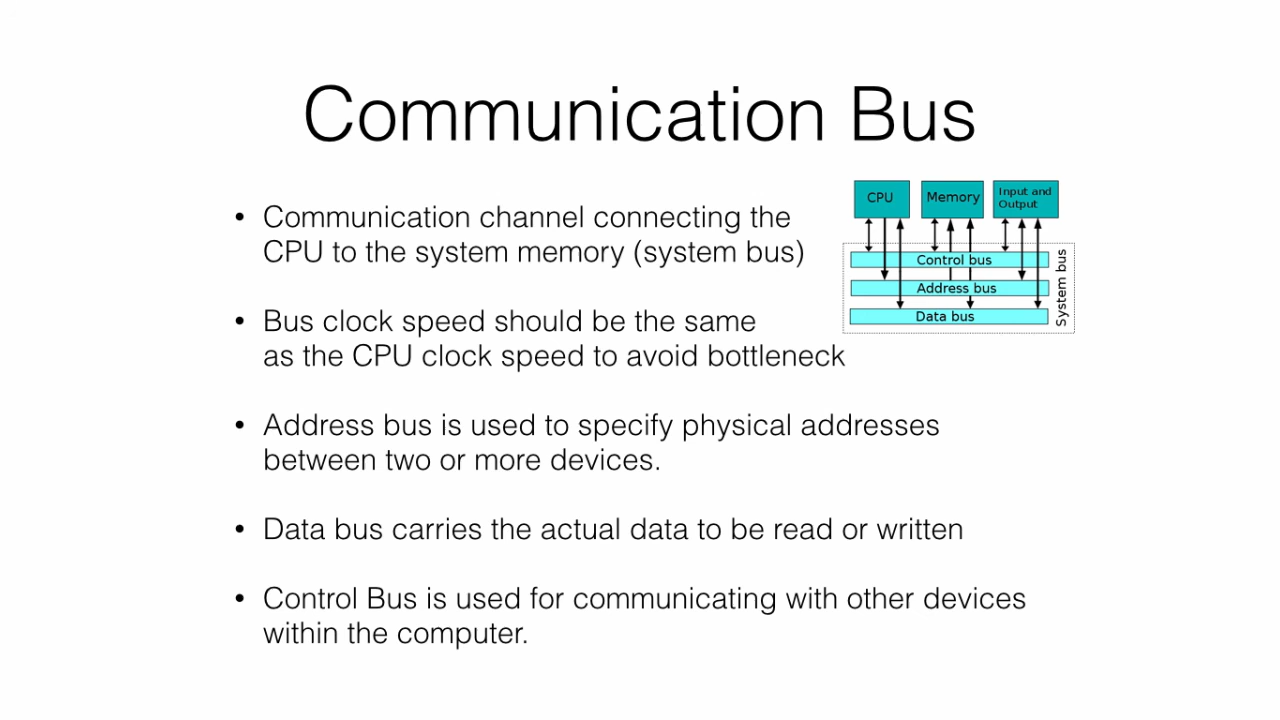 Communication Bus
• Communication channel connecting the
CPU to the system memory (system bus)
• Bus clock speed should be the same
as the CPU clock speed to avoid bottleneck
• Address bus is used to specify physical addresses
between two or more devices.
• Data bus carries the actual data to be read or written
• Control Bus is used for communicating with other devices
within the computer.
CPU
Memory
Input and
Output
Control bus
Address bus
Data bus
System bus